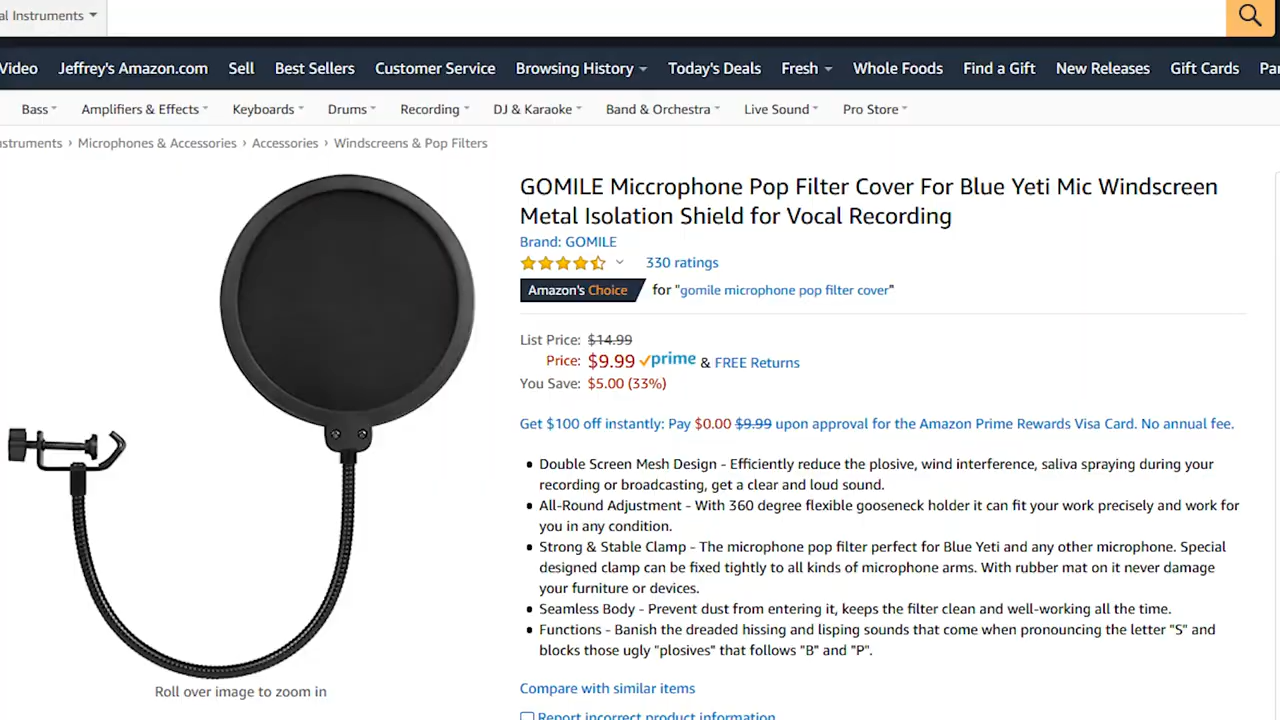 al Instruments
Video Jeffrey's Amazon.com Sell Best Sellers Customer Service Browsing History Today's Deals Fresh Whole Foods Find a Gift New Releases Gift Cards Par
Bass Amplifiers & Effects Keyboards Drums Recording DJ & Karaoke Band & Orchestra Live Sound Pro Store
nstruments › Microphones & Accessories › Accessories › Windscreens & Pop Filters
GOMILE Miccrophone Pop Filter Cover For Blue Yeti Mic Windscreen
Metal Isolation Shield for Vocal Recording
Brand: GOMILE
330 ratings
Amazon's Choice for "gomile microphone pop filter cover"
List Price: $14.99
Price: $9.99 prime & FREE Returns
You Save: $5.00 (33%)
Get $100 off instantly: Pay $0.00 $9.99 upon approval for the Amazon Prime Rewards Visa Card. No annual fee.
• Double Screen Mesh Design - Efficiently reduce the plosive, wind interference, saliva spraying during your
recording or broadcasting, get a clear and loud sound.
• All-Round Adjustment - With 360 degree flexible gooseneck holder it can fit your work precisely and work for
you in any condition.
• Strong & Stable Clamp - The microphone pop filter perfect for Blue Yeti and any other microphone. Special
designed clamp can be fixed tightly to all kinds of microphone arms. With rubber mat on it never damage
your furniture or devices.
• Seamless Body - Prevent dust from entering it, keeps the filter clean and well-working all the time.
• Functions - Banish the dreaded hissing and lisping sounds that come when pronouncing the letter "S" and
blocks those ugly "plosives" that follows "B" and "P".
Roll over image to zoom in
Compare with similar items
Report incorrect product information